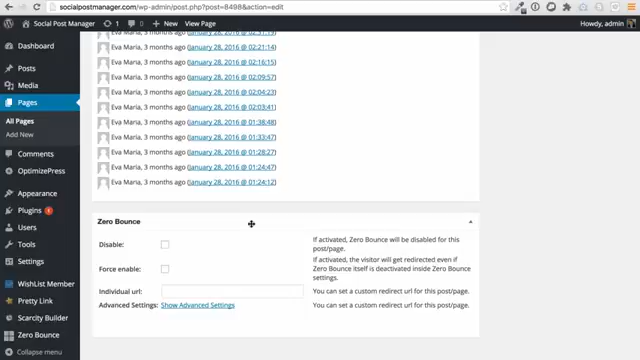 socialpostmanager.com/wp-admin/post.php?post=8498&action=edit
Social Post Manager
1
0
+ New
View Page
Howdy, admin
Dashboard
Posts
Media
Pages
All Pages
Add New
Comments
OptimizePress
Appearance
Plugins
Users
Tools
Settings
WishList Member
Pretty Link
Scarcity Builder
Zero Bounce
Collapse menu
Eva Maria, 3 months ago (January 28, 2016 @ 02:31:19)
Eva Maria, 3 months ago (January 28, 2016 @ 02:21:14)
Eva Maria, 3 months ago (January 28, 2016 @ 02:16:15)
Eva Maria, 3 months ago (January 28, 2016 @ 02:09:57)
Eva Maria, 3 months ago (January 28, 2016 @ 02:04:23)
Eva Maria, 3 months ago (January 28, 2016 @ 02:03:41)
Eva Maria, 3 months ago (January 28, 2016 @ 01:38:48)
Eva Maria, 3 months ago (January 28, 2016 @ 01:33:47)
Eva Maria, 3 months ago (January 28, 2016 @ 01:28:27)
Eva Maria, 3 months ago (January 28, 2016 @ 01:24:47)
Eva Maria, 3 months ago (January 28, 2016 @ 01:24:12)
Zero Bounce
Disable:
If activated, Zero Bounce will be disabled for this
post/page.
Force enable:
If activated, the visitor will get redirected even if
Zero Bounce itself is deactivated inside Zero Bounce
settings.
Individual url:
You can set a custom redirect url for this post/page.
Advanced Settings: Show Advanced Settings
You can set a custom redirect url for this post/page.